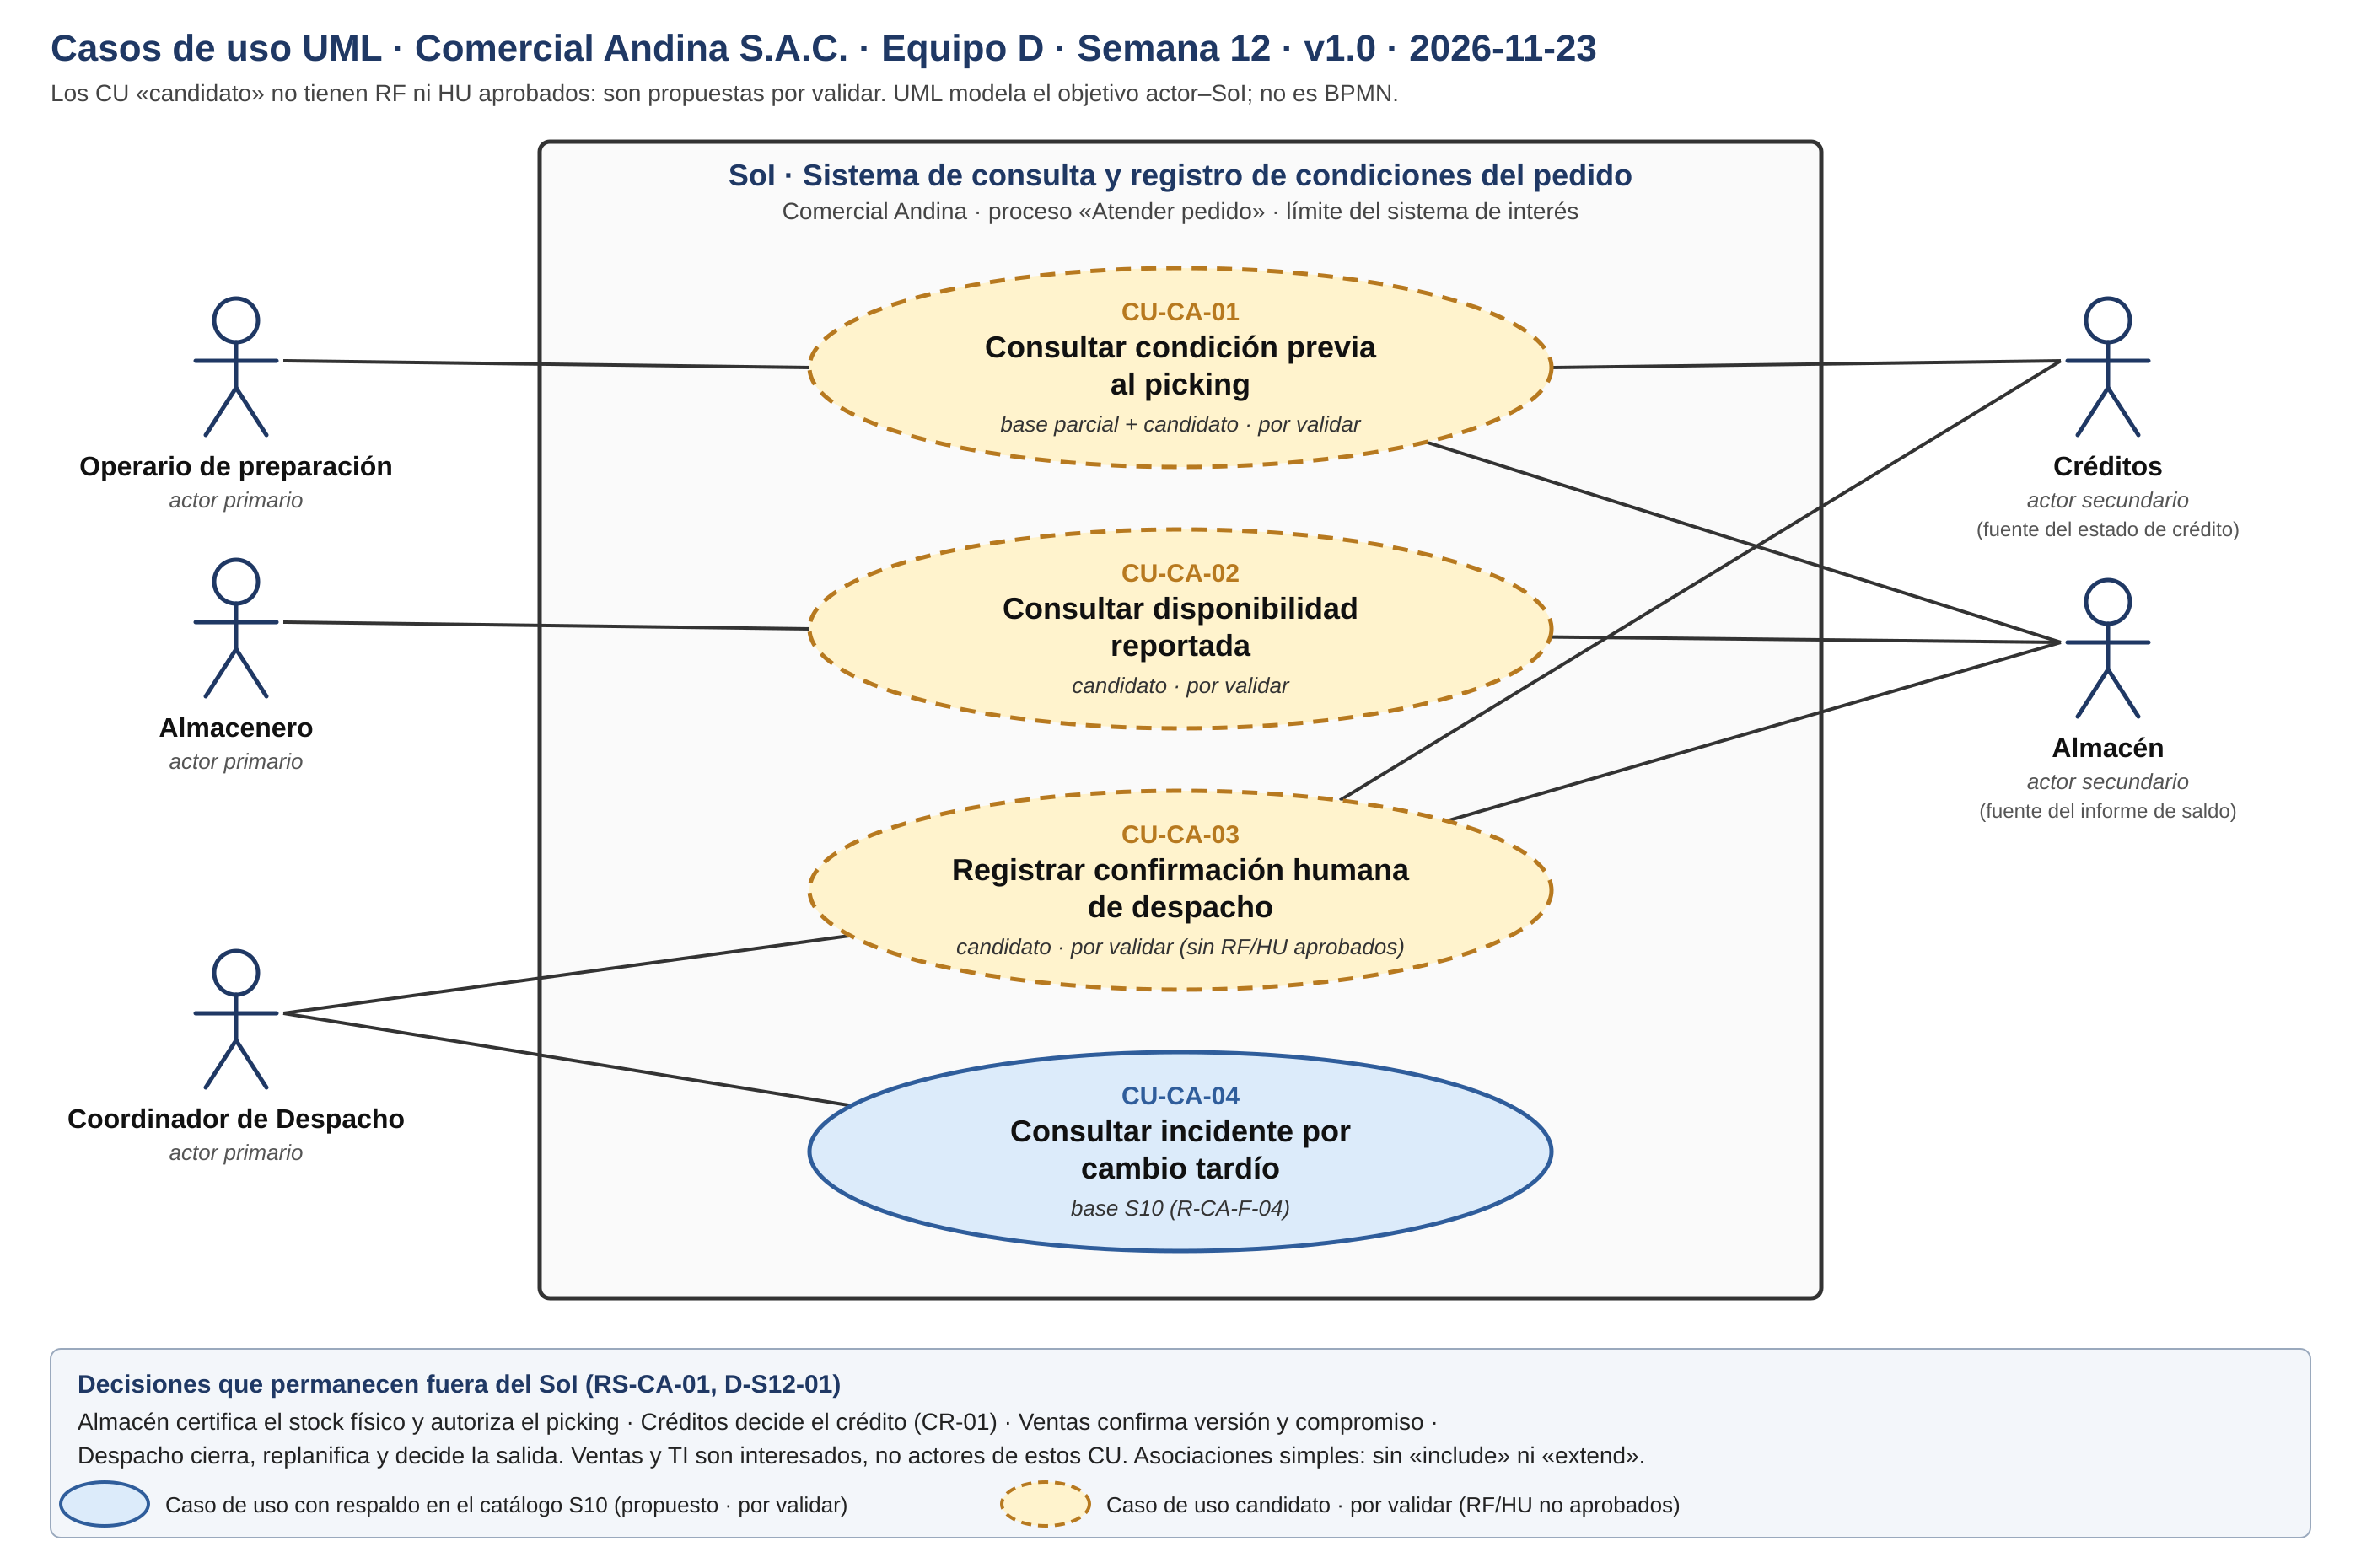 Casos de uso UML · Comercial Andina S.A.C. · Equipo D · Semana 12 · v1.0 · 2026-11-23
Los CU «candidato» no tienen RF ni HU aprobados: son propuestas por validar. UML modela el objetivo actor–SoI; no es BPMN.
SoI · Sistema de consulta y registro de condiciones del pedido
Comercial Andina · proceso «Atender pedido» · límite del sistema de interés
CU-CA-01
Consultar condición previa
al picking
base parcial + candidato · por validar
Operario de preparación
actor primario
Créditos
actor secundario
(fuente del estado de crédito)
CU-CA-02
Consultar disponibilidad
reportada
candidato · por validar
Almacenero
actor primario
Almacén
actor secundario
(fuente del informe de saldo)
CU-CA-03
Registrar confirmación humana
de despacho
candidato · por validar (sin RF/HU aprobados)
Coordinador de Despacho
actor primario
CU-CA-04
Consultar incidente por
cambio tardío
base S10 (R-CA-F-04)
Decisiones que permanecen fuera del SoI (RS-CA-01, D-S12-01)
Almacén certifica el stock físico y autoriza el picking · Créditos decide el crédito (CR-01) · Ventas confirma versión y compromiso ·
Despacho cierra, replanifica y decide la salida. Ventas y TI son interesados, no actores de estos CU. Asociaciones simples: sin «include» ni «extend».
Caso de uso con respaldo en el catálogo S10 (propuesto · por validar)
Caso de uso candidato · por validar (RF/HU no aprobados)